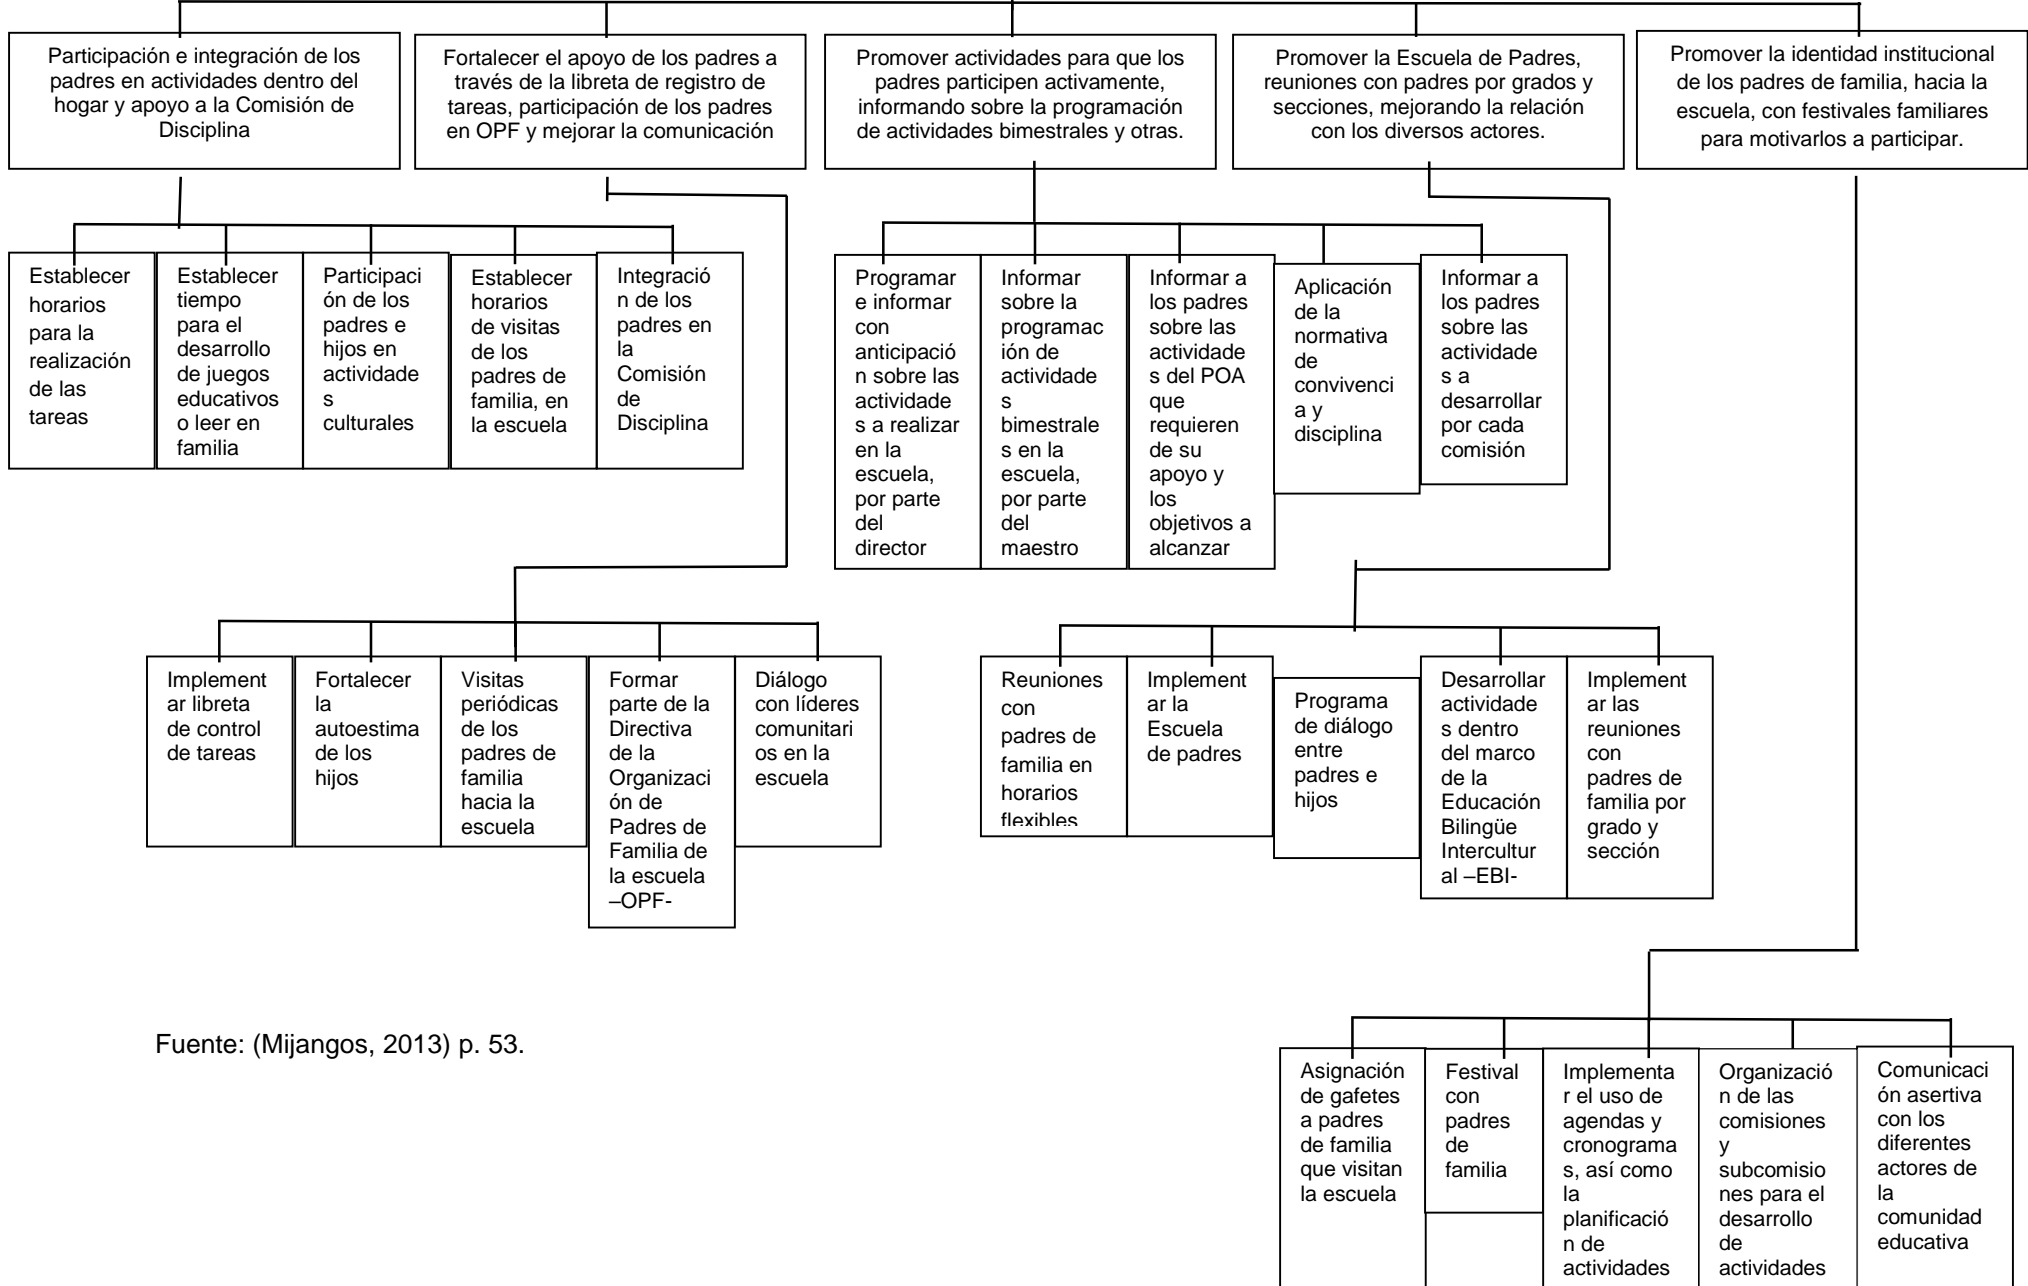 Participación e integración de los
padres en actividades dentro del
hogar y apoyo a la Comisión de
Disciplina
Fortalecer el apoyo de los padres a
través de la libreta de registro de
tareas, participación de los padres
en OPF y mejorar la comunicación
Promover actividades para que los
padres participen activamente,
informando sobre la programación
de actividades bimestrales y otras.
Promover la Escuela de Padres,
reuniones con padres por grados y
secciones, mejorando la relación
con los diversos actores.
Promover la identidad institucional
de los padres de familia, hacia la
escuela, con festivales familiares
para motivarlos a participar.
Establecer
horarios
para la
realización
de las
tareas
Establecer
tiempo
para el
desarrollo
de juegos
educativos
o leer en
familia
Participaci
ón de los
padres e
hijos en
actividade
s
culturales
Establecer
horarios
de visitas
de los
padres de
familia, en
la escuela
Integració
n de los
padres en
la
Comisión
de
Disciplina
Programar
e informar
con
anticipació
n sobre las
actividade
s a realizar
en la
escuela,
por parte
del
director
Informar
sobre la
programac
ión de
actividade
s
bimestrale
s en la
escuela,
por parte
del
maestro
Informar a
los padres
sobre las
actividade
s del POA
que
requieren
de su
apoyo y
los
objetivos a
alcanzar
Aplicación
de la
normativa
de
convivenci
a y
disciplina
Informar a
los padres
sobre las
actividade
s a
desarrollar
por cada
comisión
Implement
ar libreta
de control
de tareas
Fortalecer
la
autoestima
de los
hijos
Visitas
periódicas
de los
padres de
familia
hacia la
escuela
Formar
parte de la
Directiva
de la
Organizaci
ón de
Padres de
Familia de
la escuela
–OPF-
Diálogo
con líderes
comunitari
os en la
escuela
Reuniones
con
padres de
familia en
horarios
flexibles
Implement
ar la
Escuela
de padres
Programa
de diálogo
entre
padres e
hijos
Desarrollar
actividade
s dentro
del marco
de la
Educación
Bilingüe
Intercultur
al –EBI-
Implement
ar las
reuniones
con
padres de
familia por
grado y
sección
Fuente: (Mijangos, 2013) p. 53.
Asignación
de gafetes
a padres
de familia
que visitan
la escuela
Festival
con
padres
de
familia
Implementa
r el uso de
agendas y
cronograma
s, así como
la
planificació
n de
actividades
Organizació
n de las
comisiones
y
subcomisio
nes para el
desarrollo
de
actividades
Comunicaci
ón asertiva
con los
diferentes
actores de
la
comunidad
educativa